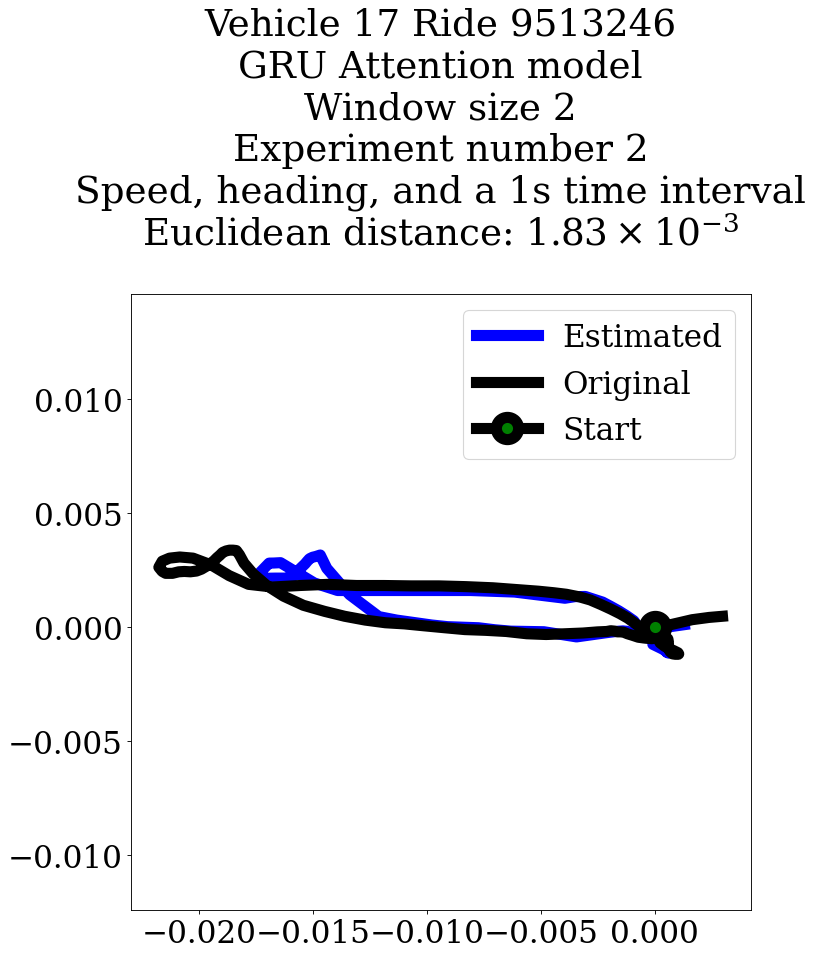 Vehicle 17 Ride 9513246
GRU Attention model
Window size 2
Experiment number 2
Speed, heading, and a 1s time interval
Euclidean distance: 1.83 × 10⁻³
Estimated
Original
Start
0.010
0.005
0.000
−0.005
−0.010
−0.020 −0.015 −0.010 −0.005 0.000